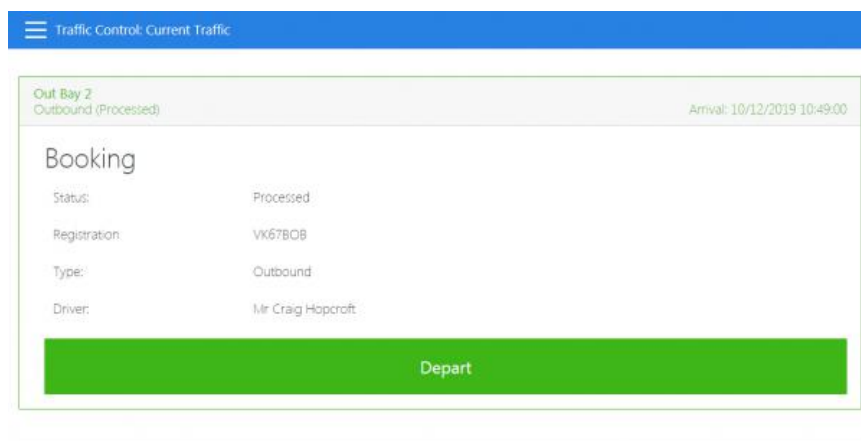 Traffic Control: Current Traffic
Out Bay 2
Outbound (Processed)
Arrival: 10/12/2019 10:49:00
Booking
Status: Processed
Registration VK67BOB
Type: Outbound
Driver: Mr Craig Hopcroft
Depart